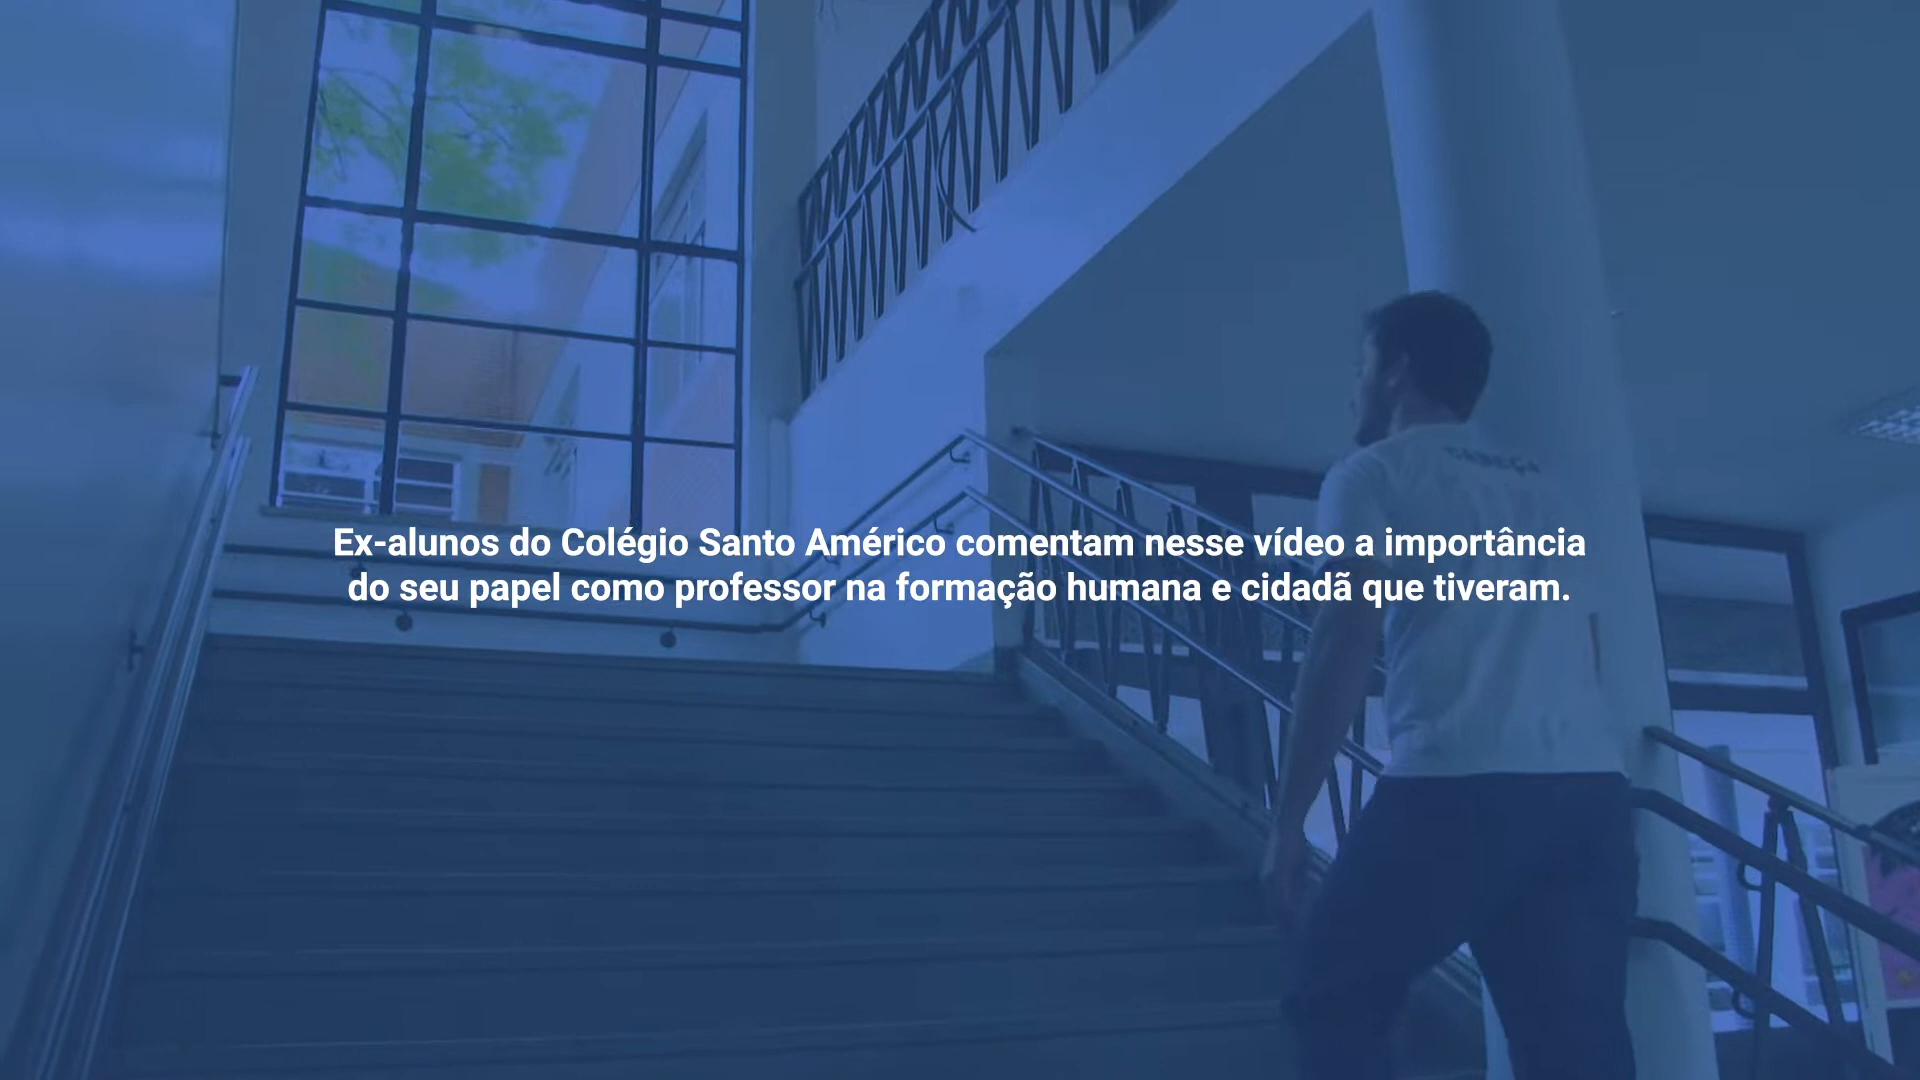 Ex-alunos do Colégio Santo Américo comentam nesse vídeo a importância
do seu papel como professor na formação humana e cidadã que tiveram.